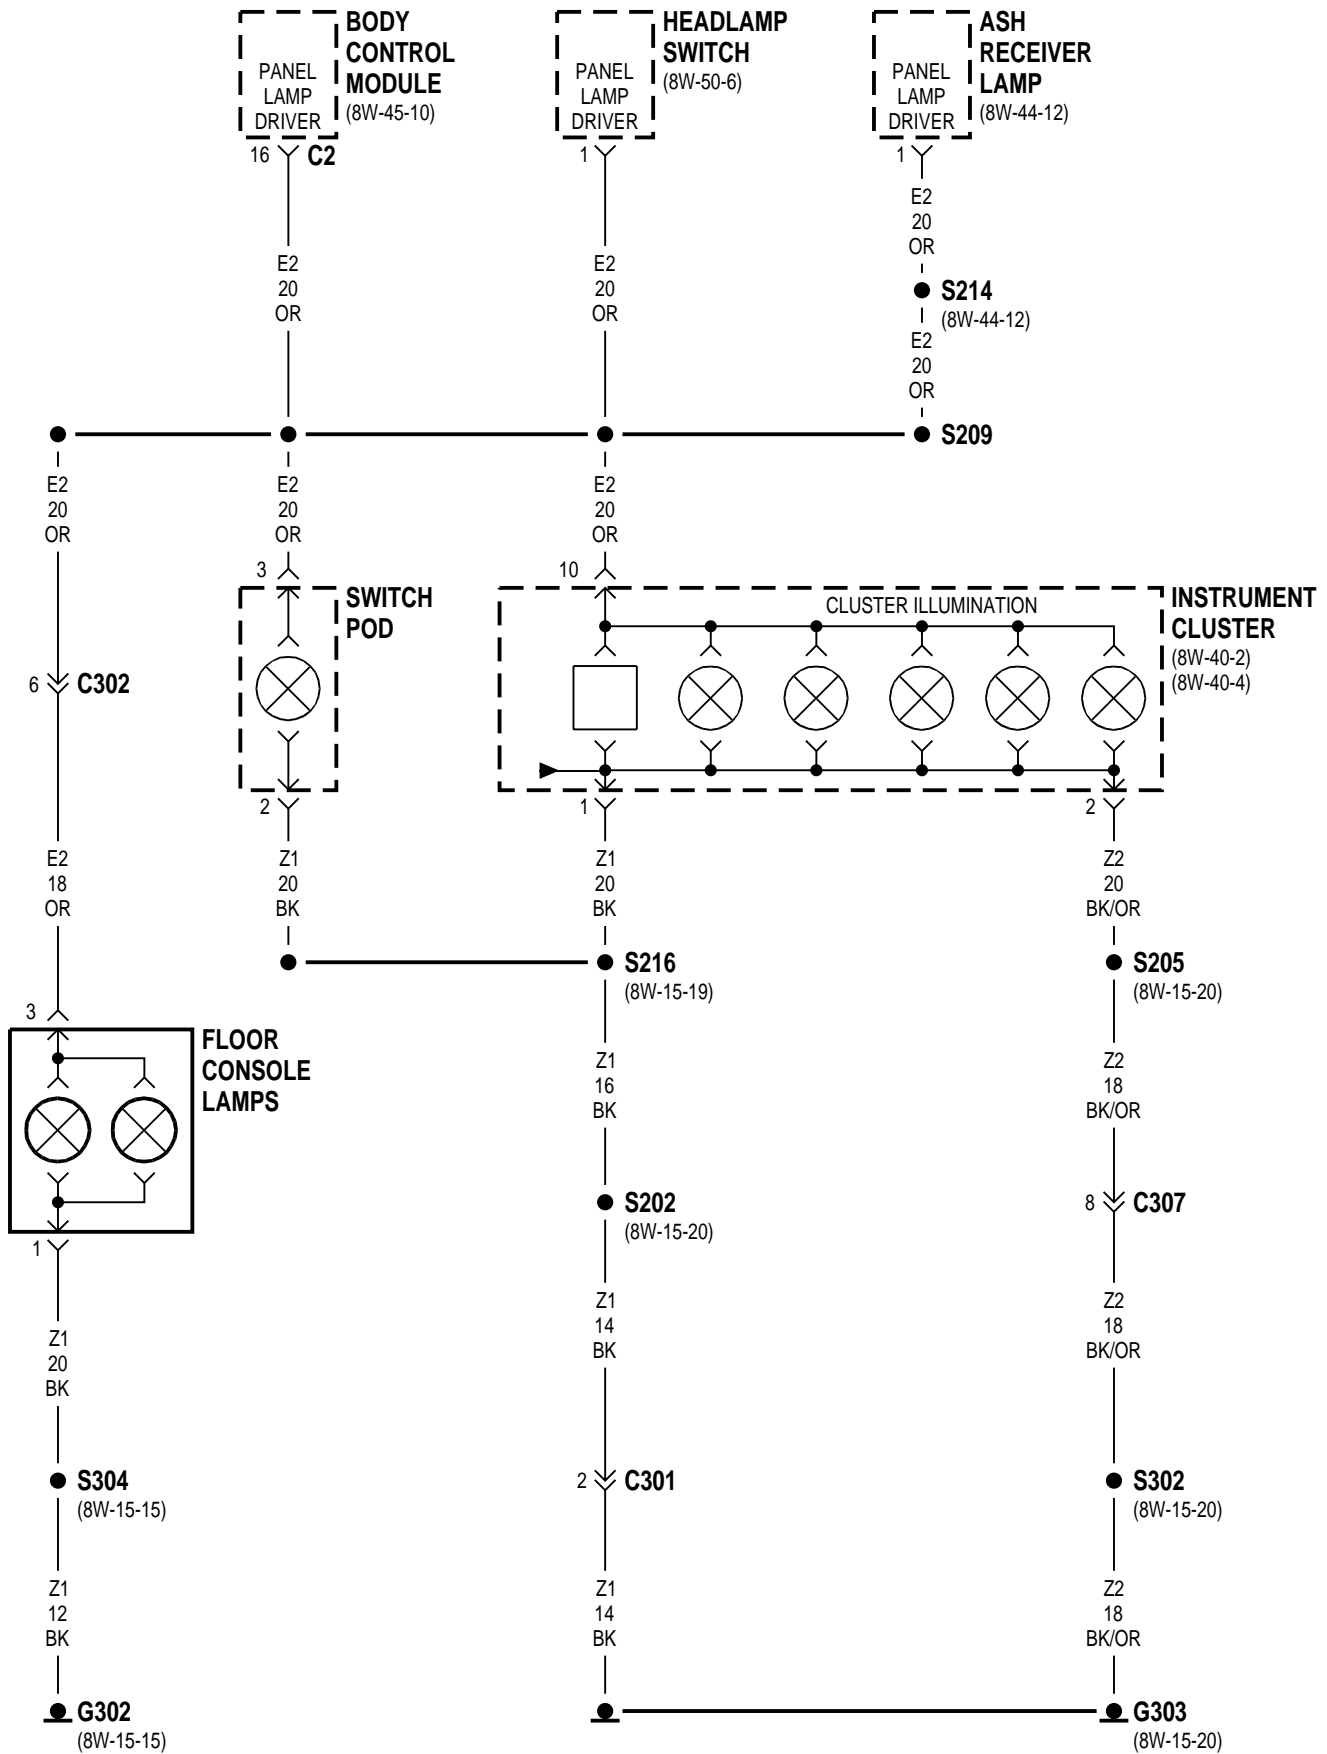 BODY
CONTROL
MODULE
(8W-45-10)
PANEL
LAMP
DRIVER
16
C2
HEADLAMP
SWITCH
(8W-50-6)
PANEL
LAMP
DRIVER
1
ASH
RECEIVER
LAMP
(8W-44-12)
PANEL
LAMP
DRIVER
1
E2
20
OR
E2
20
OR
E2
20
OR
S214
(8W-44-12)
E2
20
OR
S209
E2
20
OR
E2
20
OR
E2
20
OR
3
SWITCH
POD
10
CLUSTER ILLUMINATION
INSTRUMENT
CLUSTER
(8W-40-2)
(8W-40-4)
6
C302
2
1
2
E2
18
OR
Z1
20
BK
Z1
20
BK
Z2
20
BK/OR
S216
(8W-15-19)
S205
(8W-15-20)
3
FLOOR
CONSOLE
LAMPS
Z1
16
BK
Z2
18
BK/OR
S202
(8W-15-20)
8
C307
1
Z1
20
BK
Z1
14
BK
Z2
18
BK/OR
S304
(8W-15-15)
2
C301
S302
(8W-15-20)
Z1
12
BK
Z1
14
BK
Z2
18
BK/OR
G302
(8W-15-15)
G303
(8W-15-20)